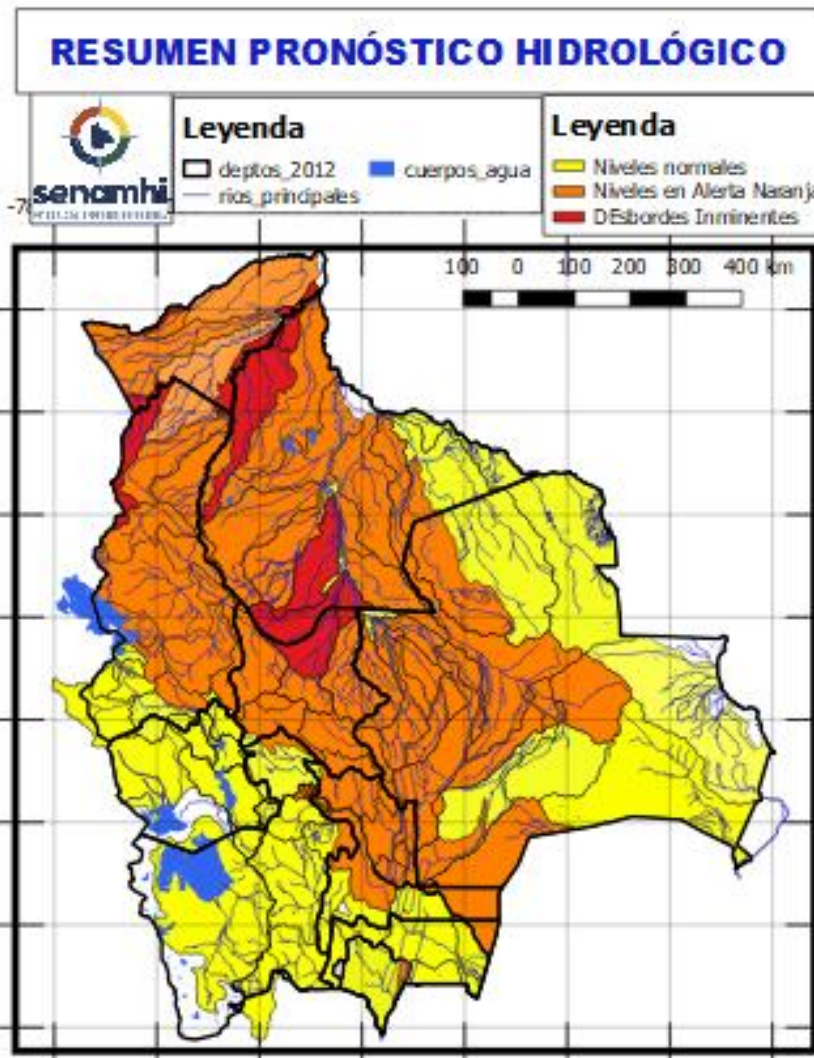 RESUMEN PRONÓSTICO HIDROLÓGICO
senamhi
Leyenda
deptos_2012
cuerpos_agua
rios_principales
Leyenda
Niveles normales
Niveles en Alerta Naranja
DEsbordes Inminentes
100 0 100 200 300 400 km